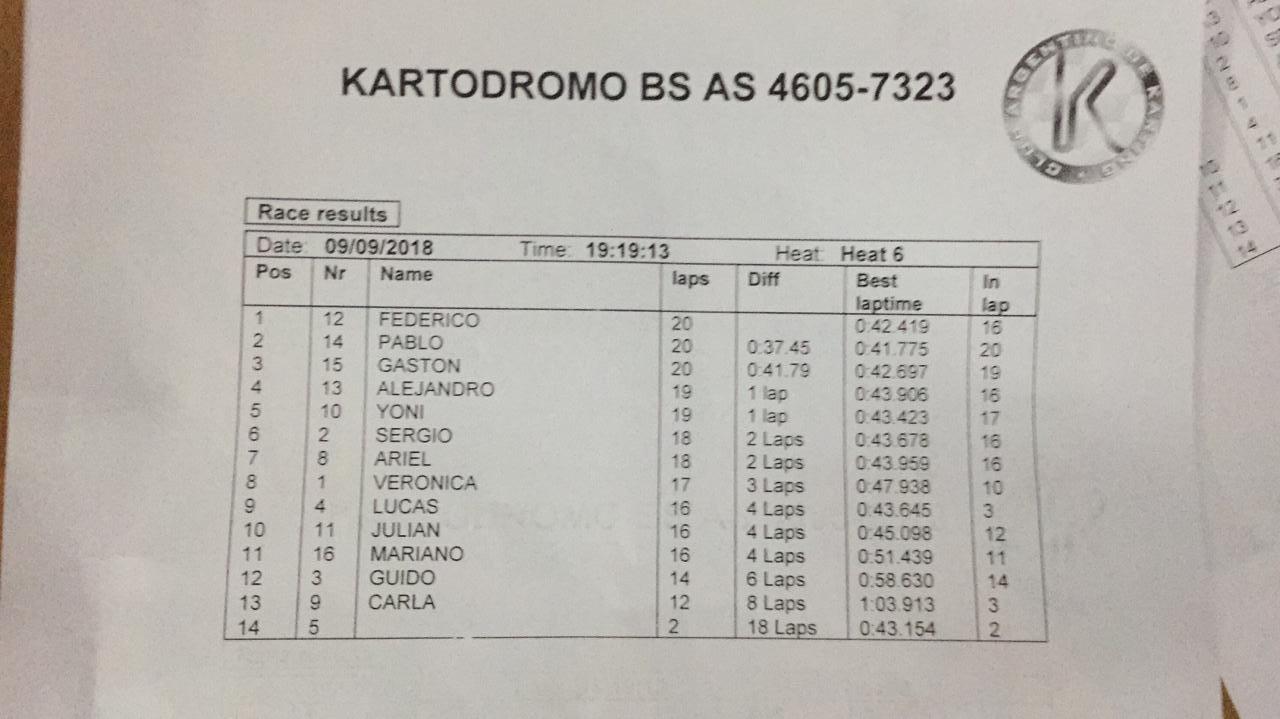 KARTODROMO BS AS 4605-7323
CLUB ARGENTINO DE KARTING
Race results
Date: 09/09/2018 Time: 19:19:13 Heat: Heat 6
Pos Nr Name laps Diff Best laptime In lap
1 12 FEDERICO 20 0:42.419 16
2 14 PABLO 20 0:37.45 0:41.775 20
3 15 GASTON 20 0:41.79 0:42.697 19
4 13 ALEJANDRO 19 1 lap 0:43.906 16
5 10 YONI 19 1 lap 0:43.423 17
6 2 SERGIO 18 2 Laps 0:43.678 16
7 8 ARIEL 18 2 Laps 0:43.959 16
8 1 VERONICA 17 3 Laps 0:47.938 10
9 4 LUCAS 16 4 Laps 0:43.645 3
10 11 JULIAN 16 4 Laps 0:45.098 12
11 16 MARIANO 16 4 Laps 0:51.439 11
12 3 GUIDO 14 6 Laps 0:58.630 14
13 9 CARLA 12 8 Laps 1:03.913 3
14 5 2 18 Laps 0:43.154 2